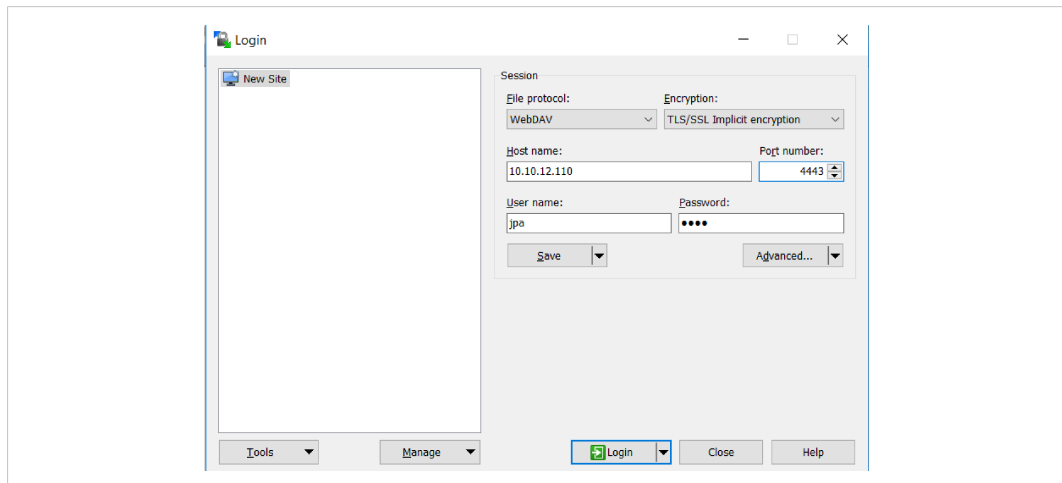 Login
New Site
Session
File protocol: Encryption:
WebDAV TLS/SSL Implicit encryption
Host name: Port number:
10.10.12.110 4443
User name: Password:
jpa ••••
Save Advanced...
Tools Manage Login Close Help